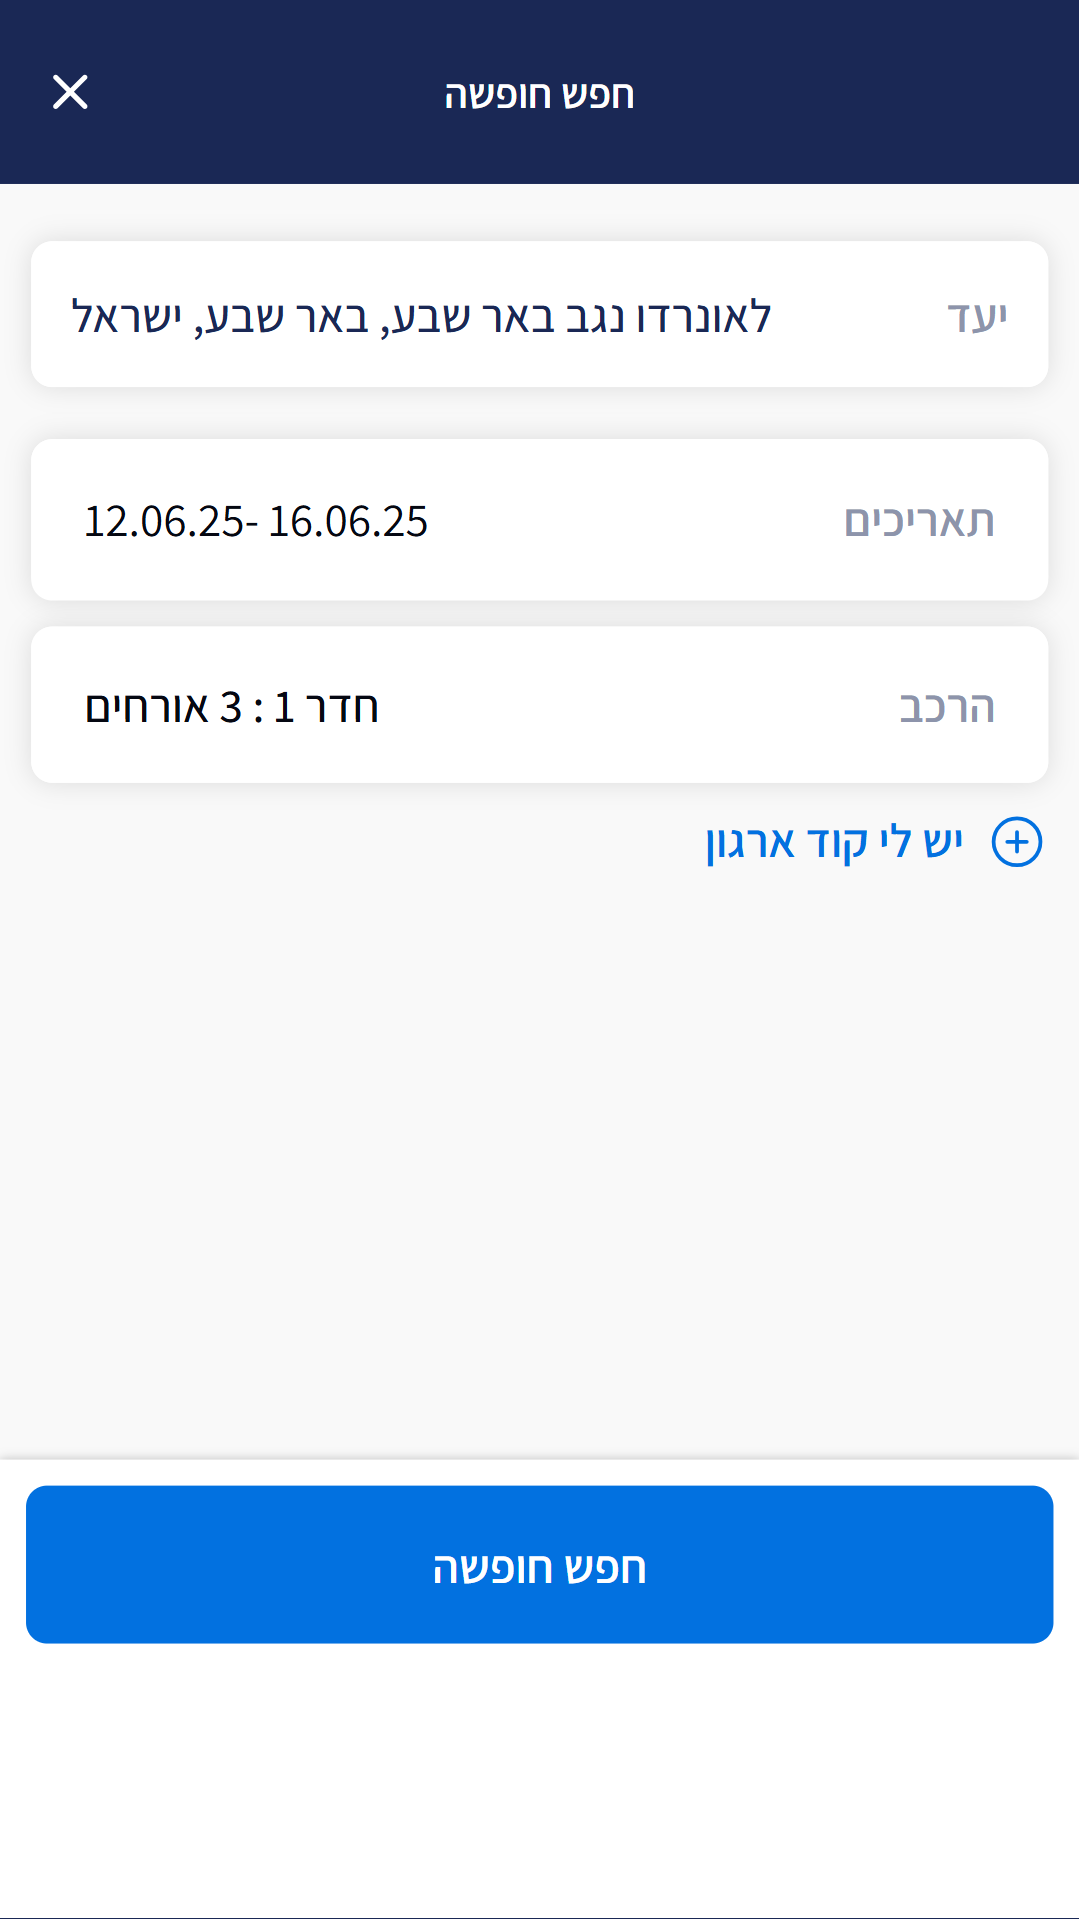 חפש חופשה
יעד לאונרדו נגב באר שבע, באר שבע, ישראל
תאריכים 12.06.25- 16.06.25
הרכב חדר 1 : 3 אורחים
יש לי קוד ארגון
חפש חופשה